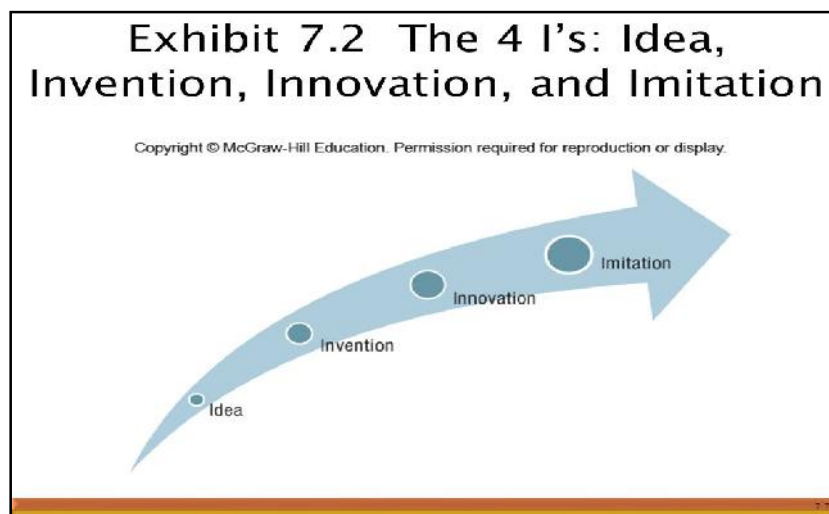 Exhibit 7.2 The 4 I's: Idea,
Invention, Innovation, and Imitation
Copyright © McGraw-Hill Education. Permission required for reproduction or display.
Imitation
Innovation
Invention
Idea